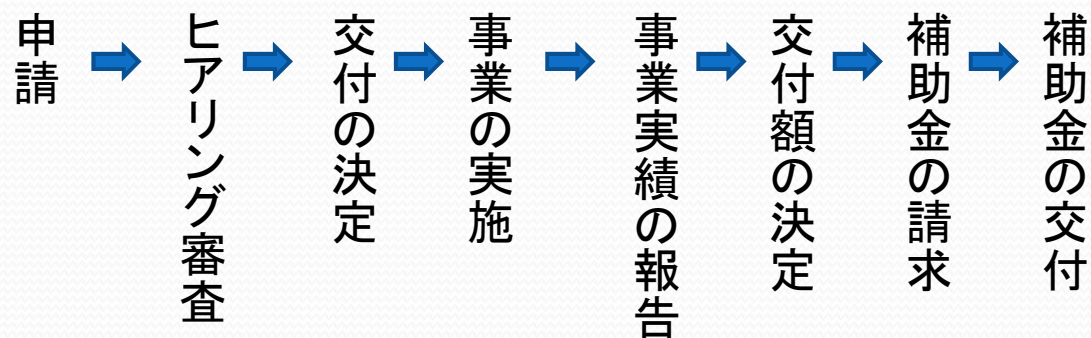 申請
ヒアリング審査
交付の決定
事業の実施
事業実績の報告
交付額の決定
補助金の請求
補助金の交付